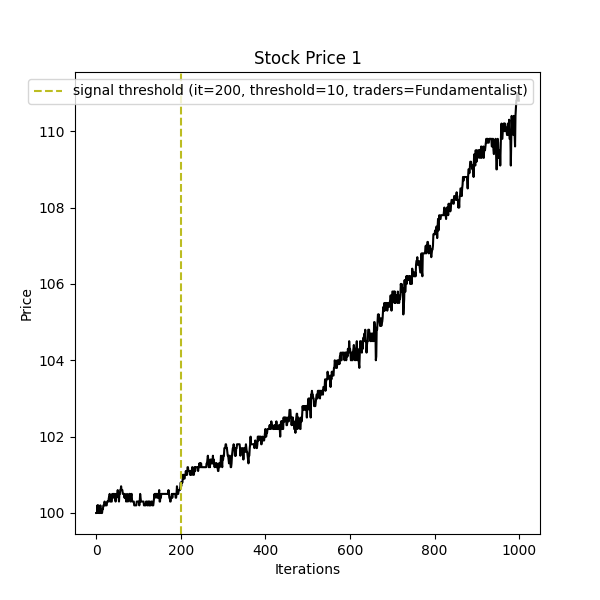 Stock Price 1
signal threshold (it=200, threshold=10, traders=Fundamentalist)
110
108
106
104
102
100
Price
0 200 400 600 800 1000
Iterations